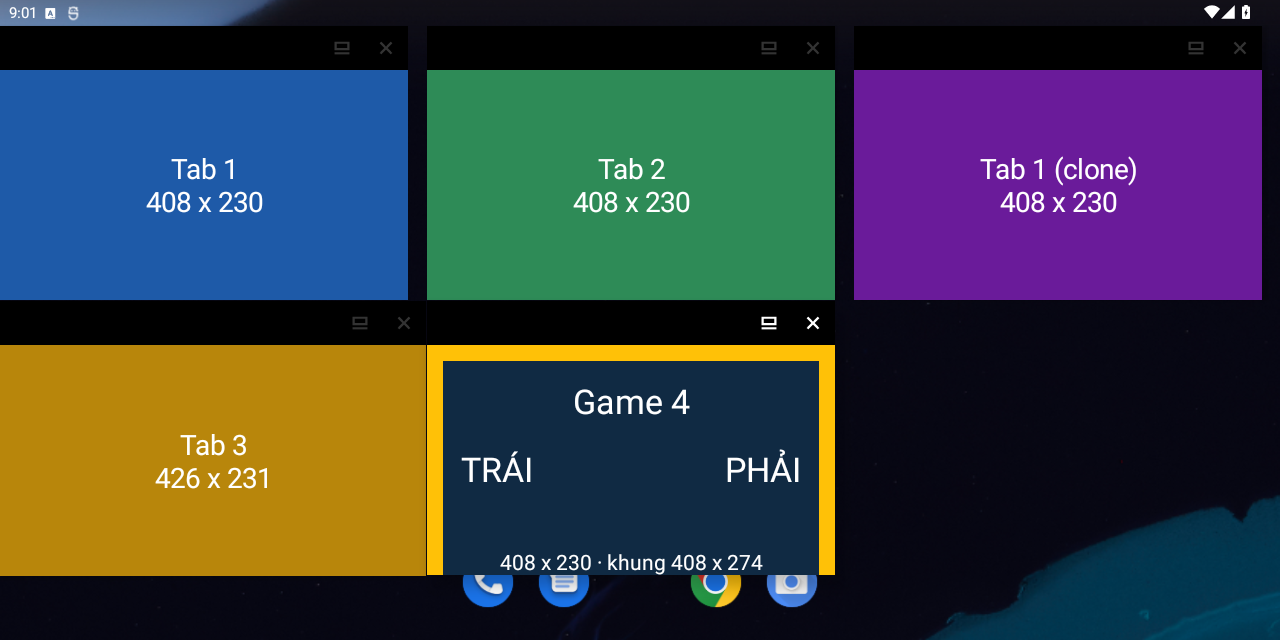 9:01
Tab 1
408 x 230
Tab 2
408 x 230
Tab 1 (clone)
408 x 230
Tab 3
426 x 231
Game 4
TRÁI PHẢI
408 x 230 · khung 408 x 274